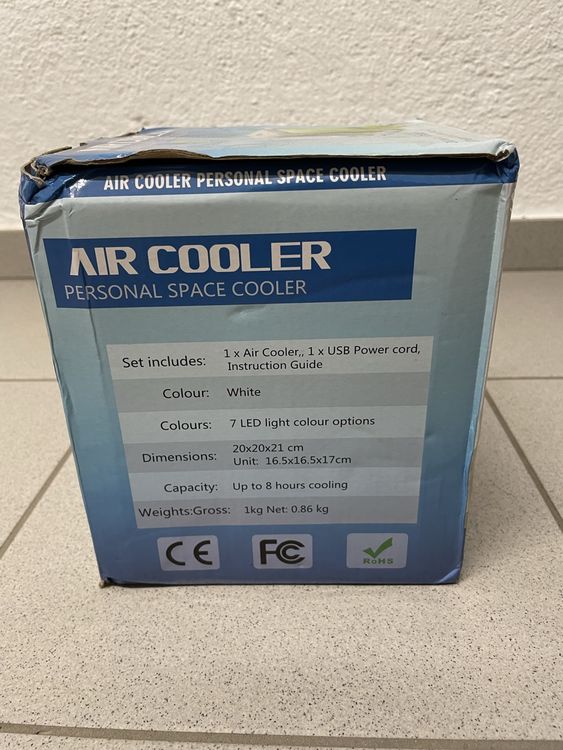 AIR COOLER PERSONAL SPACE COOLER
AIR COOLER
PERSONAL SPACE COOLER
Set includes: 1 x Air Cooler,, 1 x USB Power cord,
Instruction Guide
Colour: White
Colours: 7 LED light colour options
Dimensions: 20x20x21 cm
Unit: 16.5x16.5x17cm
Capacity: Up to 8 hours cooling
Weights:Gross: 1kg Net: 0.86 kg
CE FC RoHS